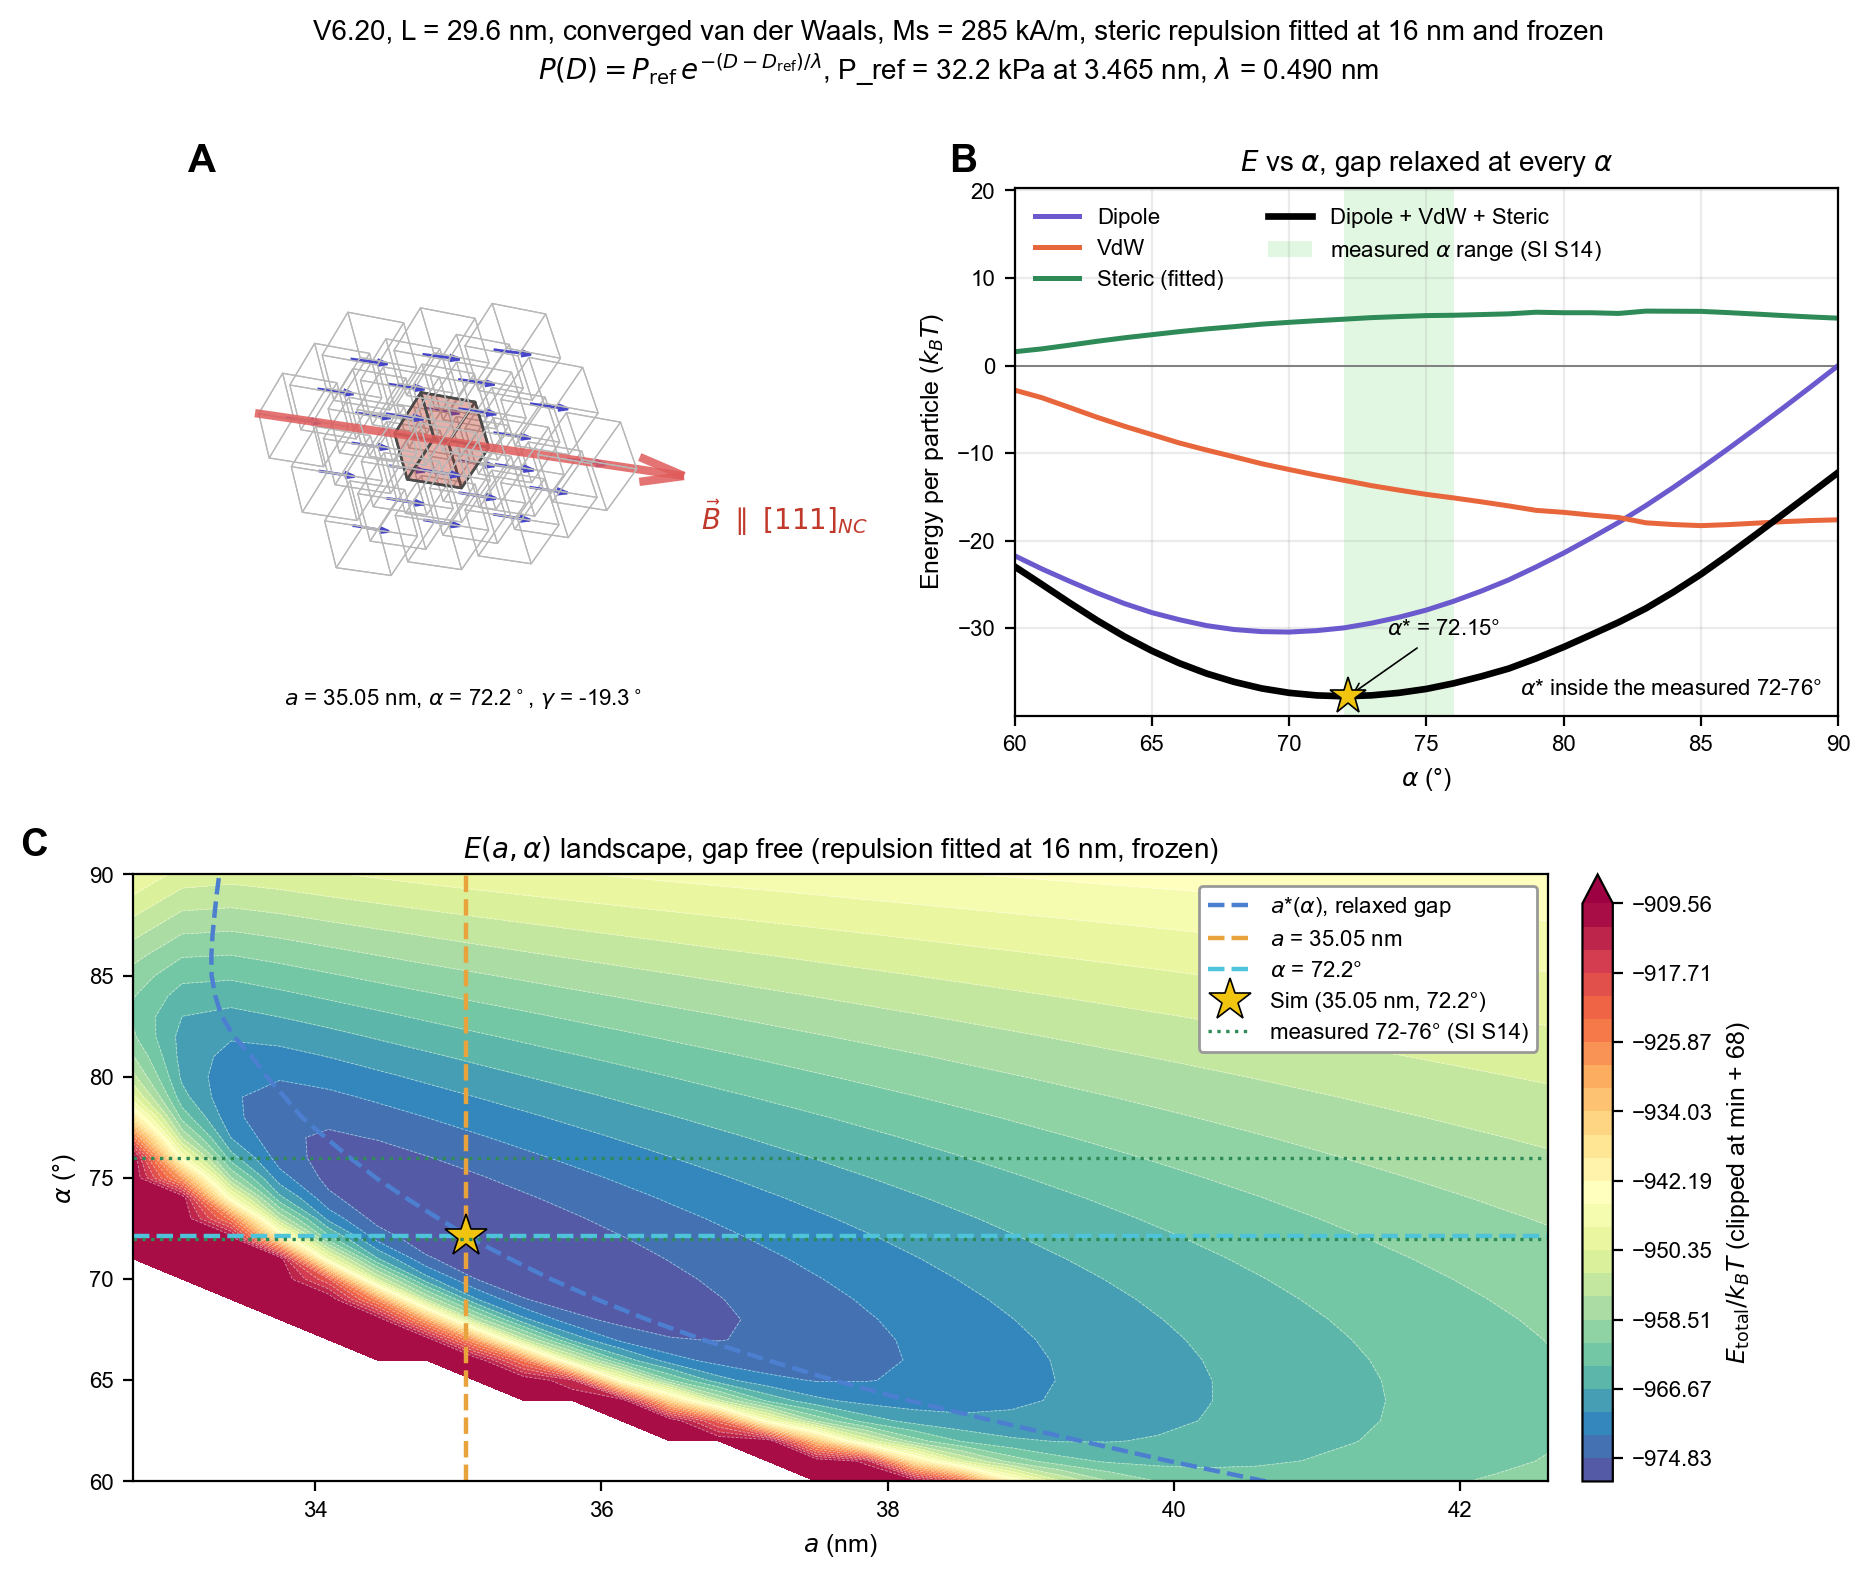 V6.20, L = 29.6 nm, converged van der Waals, Ms = 285 kA/m, steric repulsion fitted at 16 nm and frozen
P(D) = P_ref e^{−(D − D_ref)/λ}, P_ref = 32.2 kPa at 3.465 nm, λ = 0.490 nm
A
B⃗ ∥ [111]_NC
a = 35.05 nm, α = 72.2°, γ = -19.3°
B
E vs α, gap relaxed at every α
Dipole
VdW
Steric (fitted)
Dipole + VdW + Steric
measured α range (SI S14)
20
10
0
−10
−20
−30
Energy per particle (k_BT)
α* = 72.15°
α* inside the measured 72-76°
60 65 70 75 80 85 90
α (°)
C
E(a, α) landscape, gap free (repulsion fitted at 16 nm, frozen)
a*(α), relaxed gap
a = 35.05 nm
α = 72.2°
Sim (35.05 nm, 72.2°)
measured 72-76° (SI S14)
90
85
80
75
70
65
60
α (°)
34 36 38 40 42
a (nm)
−909.56
−917.71
−925.87
−934.03
−942.19
−950.35
−958.51
−966.67
−974.83
E_total/k_BT (clipped at min + 68)